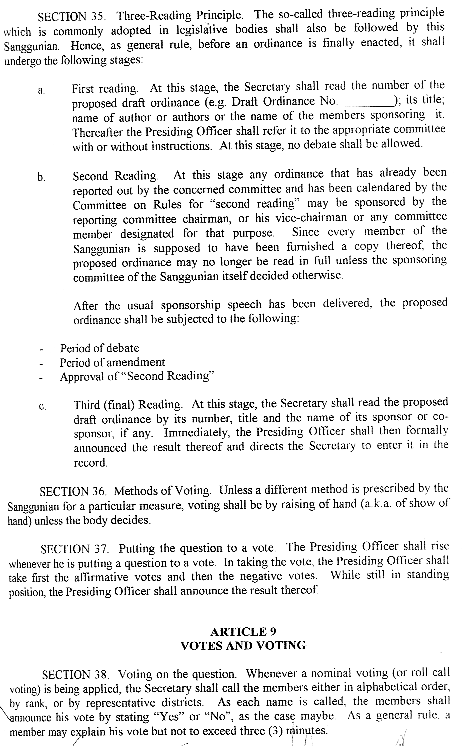 SECTION 35. Three-Reading Principle. The so-called three-reading principle
which is commonly adopted in legislative bodies shall also be followed by this
Sanggunian. Hence, as general rule, before an ordinance is finally enacted, it shall
undergo the following stages:
a. First reading. At this stage, the Secretary shall read the number of the
proposed draft ordinance (e.g. Draft Ordinance No. ________); its title;
name of author or authors or the name of the members sponsoring it.
Thereafter the Presiding Officer shall refer it to the appropriate committee
with or without instructions. At this stage, no debate shall be allowed.
b. Second Reading. At this stage any ordinance that has already been
reported out by the concerned committee and has been calendared by the
Committee on Rules for “second reading” may be sponsored by the
reporting committee chairman, or his vice-chairman or any committee
member designated for that purpose. Since every member of the
Sanggunian is supposed to have been furnished a copy thereof, the
proposed ordinance may no longer be read in full unless the sponsoring
committee of the Sanggunian itself decided otherwise.
After the usual sponsorship speech has been delivered, the proposed
ordinance shall be subjected to the following:
- Period of debate
- Period of amendment
- Approval of “Second Reading”
c. Third (final) Reading. At this stage, the Secretary shall read the proposed
draft ordinance by its number, title and the name of its sponsor or co-
sponsor, if any. Immediately, the Presiding Officer shall then formally
announced the result thereof and directs the Secretary to enter it in the
record.
SECTION 36. Methods of Voting. Unless a different method is prescribed by the
Sanggunian for a particular measure, voting shall be by raising of hand (a.k.a. of show of
hand) unless the body decides.
SECTION 37. Putting the question to a vote. The Presiding Officer shall rise
whenever he is putting a question to a vote. In taking the vote, the Presiding Officer shall
take first the affirmative votes and then the negative votes. While still in standing
position, the Presiding Officer shall announce the result thereof.
ARTICLE 9
VOTES AND VOTING
SECTION 38. Voting on the question. Whenever a nominal voting (or roll call
voting) is being applied, the Secretary shall call the members either in alphabetical order,
by rank, or by representative districts. As each name is called, the members shall
announce his vote by stating “Yes” or “No”, as the case maybe. As a general rule, a
member may explain his vote but not to exceed three (3) minutes.